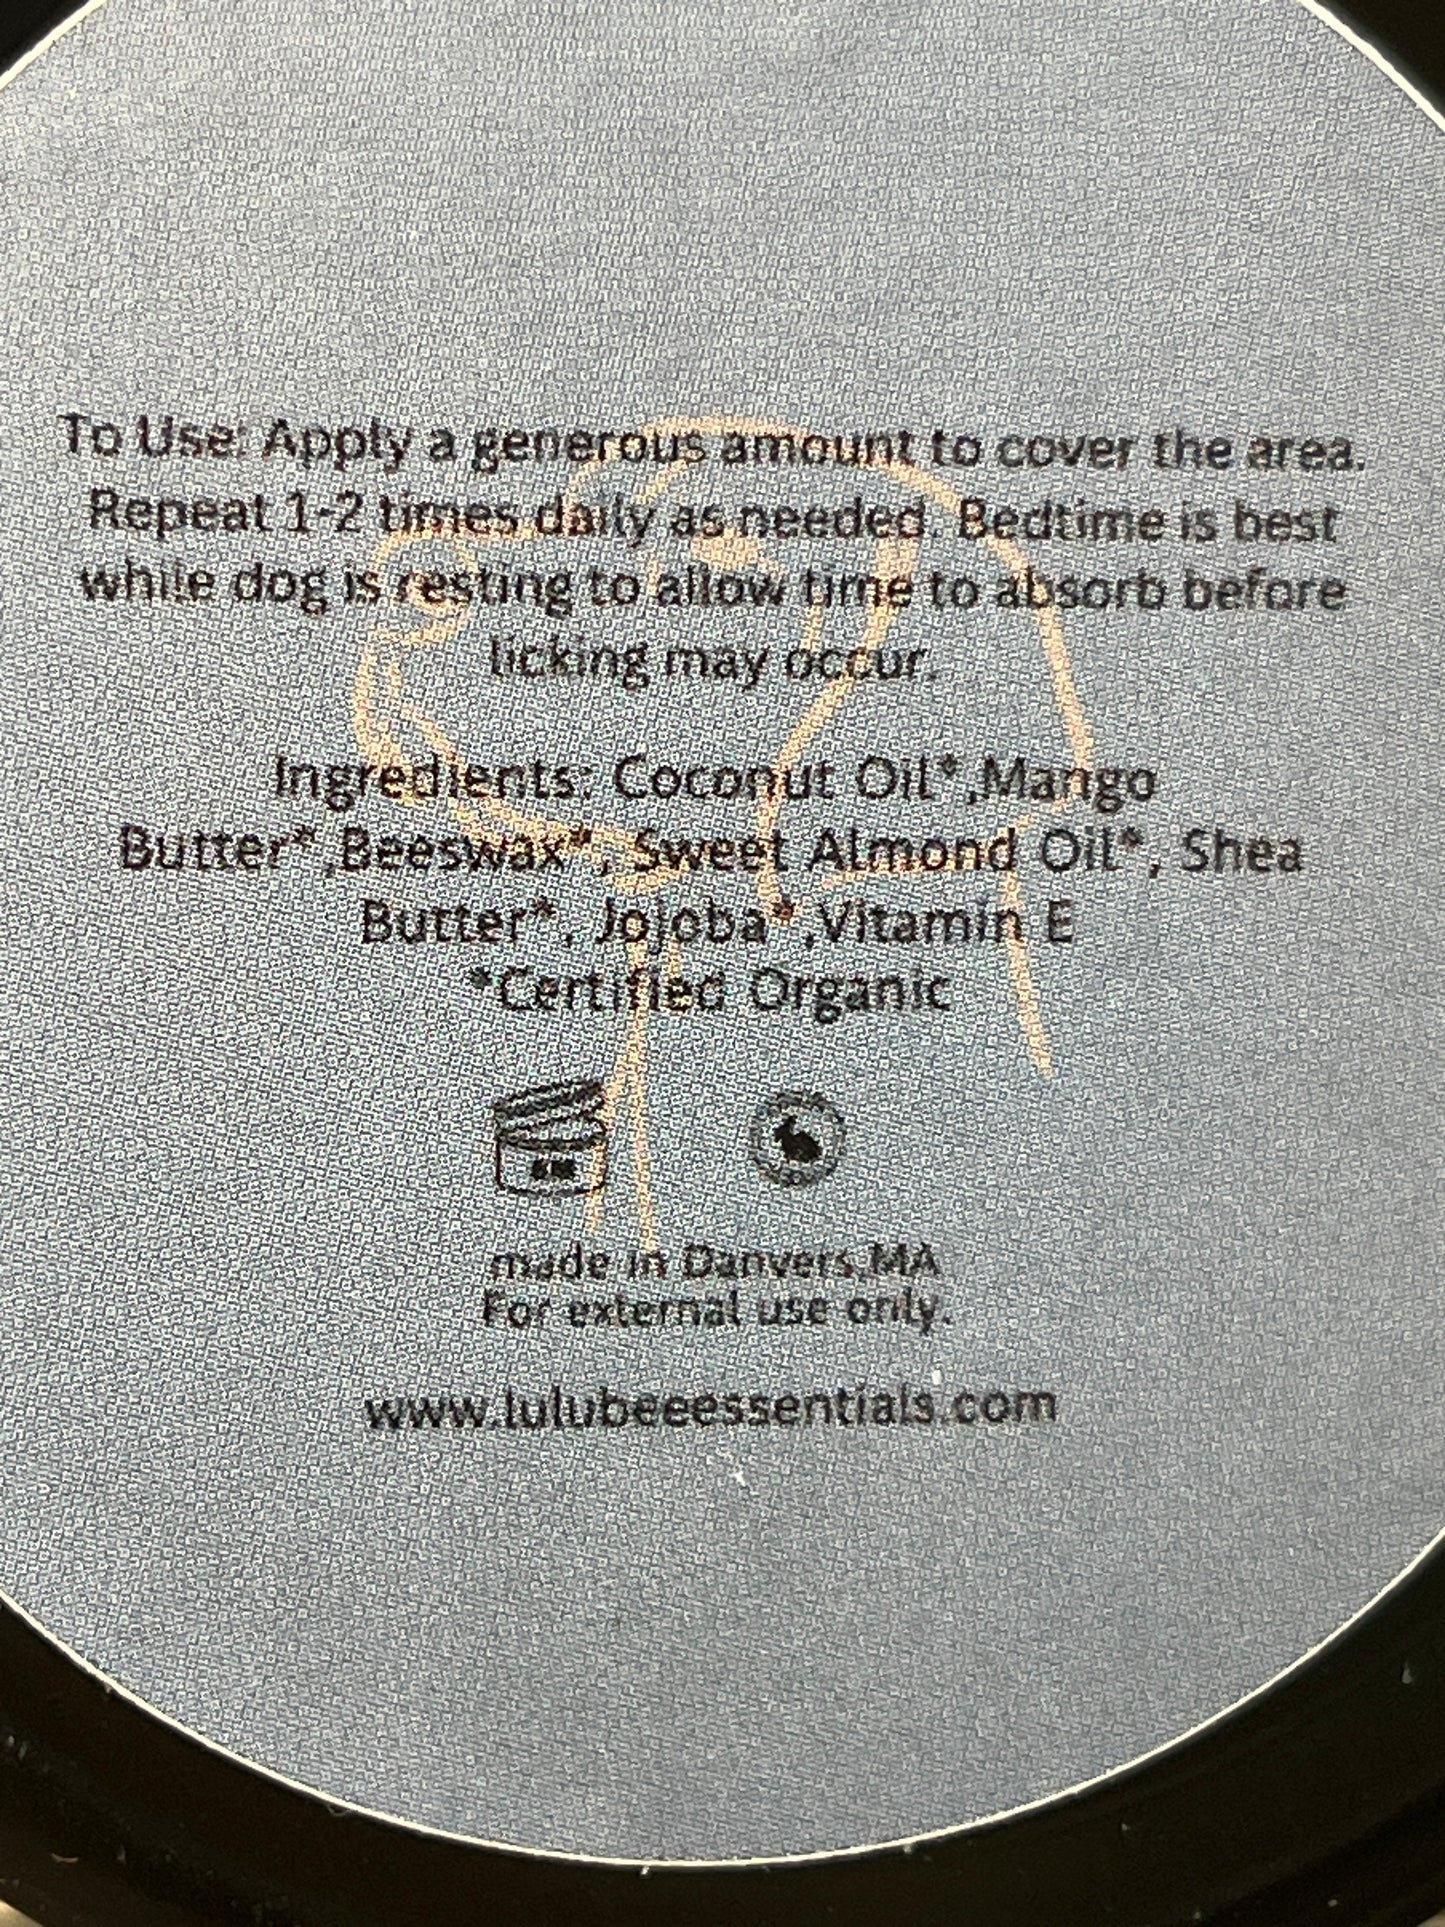 To Use: Apply a generous amount to cover the area.
Repeat 1-2 times daily as needed. Bedtime is best
while dog is resting to allow time to absorb before
licking may occur.
Ingredients: Coconut Oil*,Mango
Butter*,Beeswax*, Sweet Almond Oil*, Shea
Butter*, Jojoba*,Vitamin E
*Certified Organic
made in Danvers,MA
For external use only.
www.lulubeeessentials.com